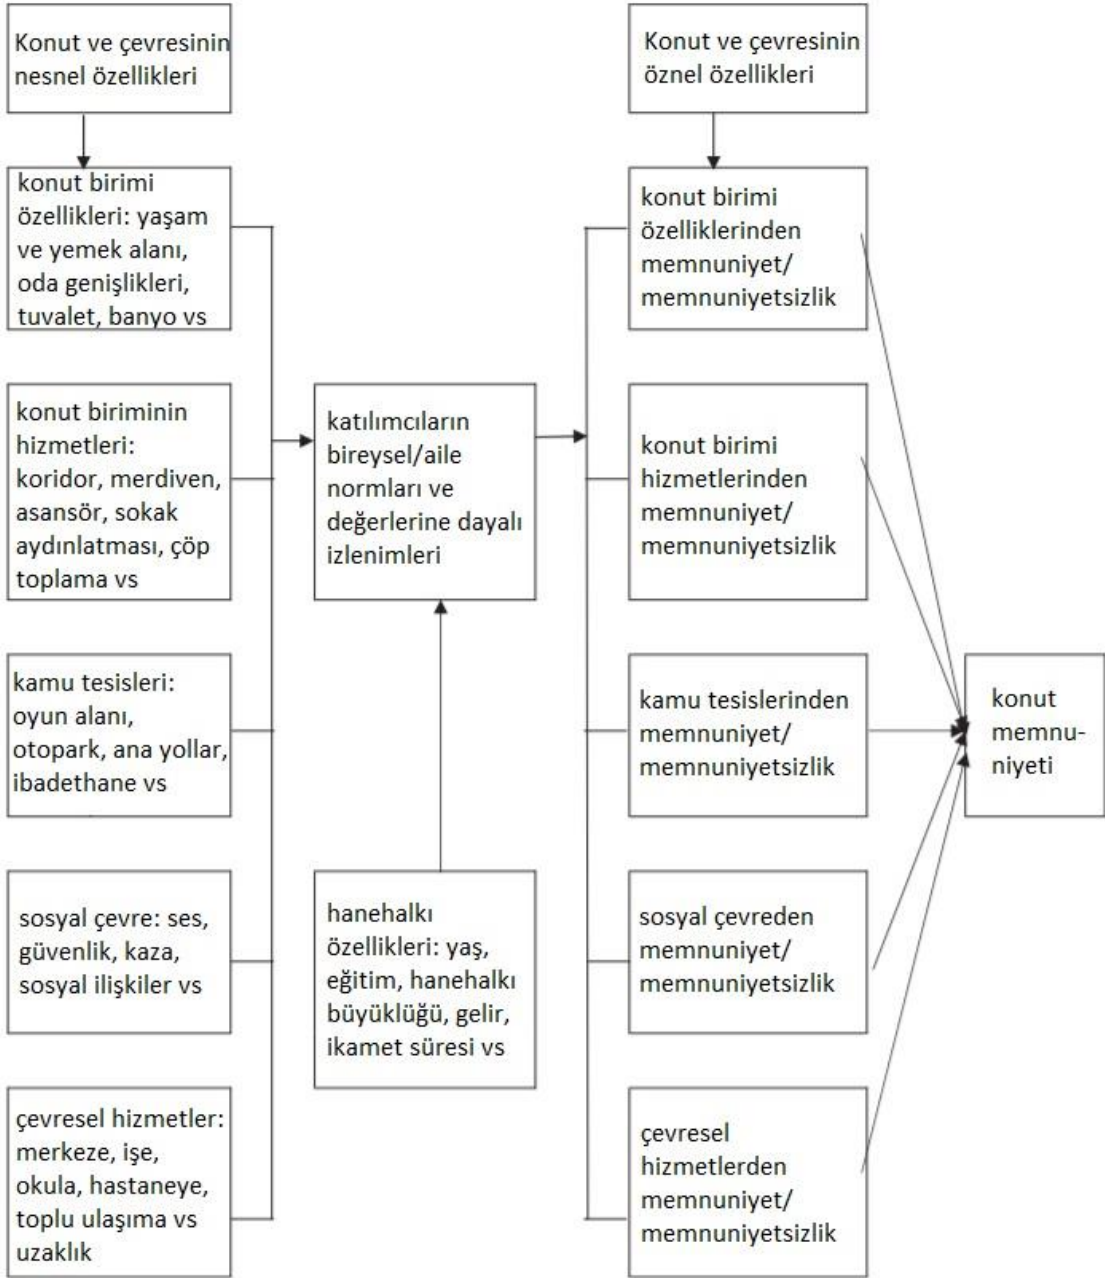 Konut ve çevresinin
nesnel özellikleri
konut birimi
özellikleri: yaşam
ve yemek alanı,
oda genişlikleri,
tuvalet, banyo vs
konut biriminin
hizmetleri:
koridor, merdiven,
asansör, sokak
aydınlatması, çöp
toplama vs
kamu tesisleri:
oyun alanı,
otopark, ana yollar,
ibadethane vs
sosyal çevre: ses,
güvenlik, kaza,
sosyal ilişkiler vs
çevresel hizmetler:
merkeze, işe,
okula, hastaneye,
toplu ulaşıma vs
uzaklık
katılımcıların
bireysel/aile
normları ve
değerlerine dayalı
izlenimleri
hanehalkı
özellikleri: yaş,
eğitim, hanehalkı
büyüklüğü, gelir,
ikamet süresi vs
Konut ve çevresinin
öznel özellikleri
konut birimi
özelliklerinden
memnuniyet/
memnuniyetsizlik
konut birimi
hizmetlerinden
memnuniyet/
memnuniyetsizlik
kamu tesislerinden
memnuniyet/
memnuniyetsizlik
sosyal çevreden
memnuniyet/
memnuniyetsizlik
çevresel
hizmetlerden
memnuniyet/
memnuniyetsizlik
konut
memnu-
niyeti